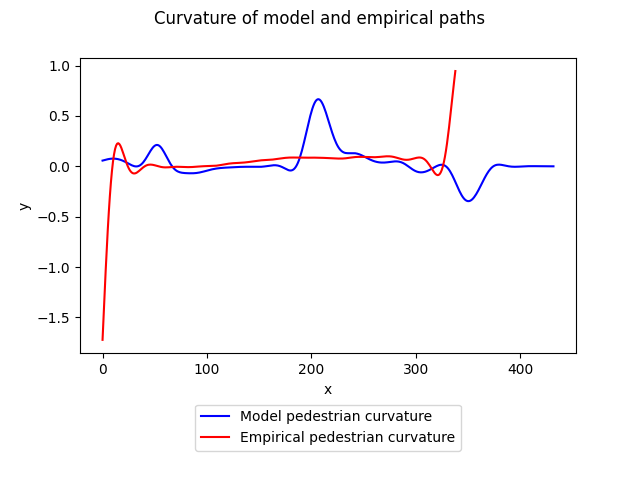 Curvature of model and empirical paths
1.0
0.5
0.0
−0.5
−1.0
−1.5
y
0 100 200 300 400
x
Model pedestrian curvature
Empirical pedestrian curvature